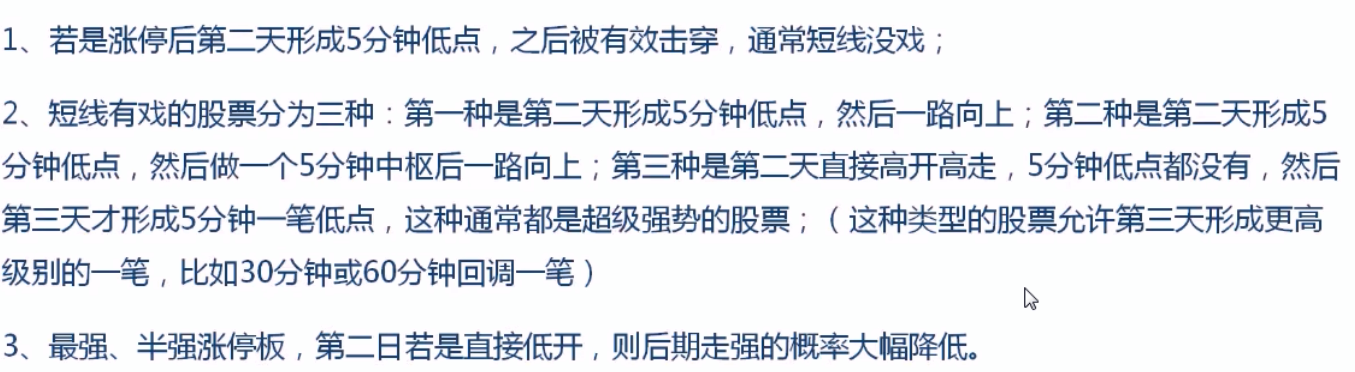 1、若是涨停后第二天形成5分钟低点，之后被有效击穿，通常短线没戏；
2、短线有戏的股票分为三种：第一种是第二天形成5分钟低点，然后一路向上；第二种是第二天形成5
分钟低点，然后做一个5分钟中枢后一路向上；第三种是第二天直接高开高走，5分钟低点都没有，然后
第三天才形成5分钟一笔低点，这种通常都是超级强势的股票；（这种类型的股票允许第三天形成更高
级别的一笔，比如30分钟或60分钟回调一笔）
3、最强、半强涨停板，第二日若是直接低开，则后期走强的概率大幅降低。